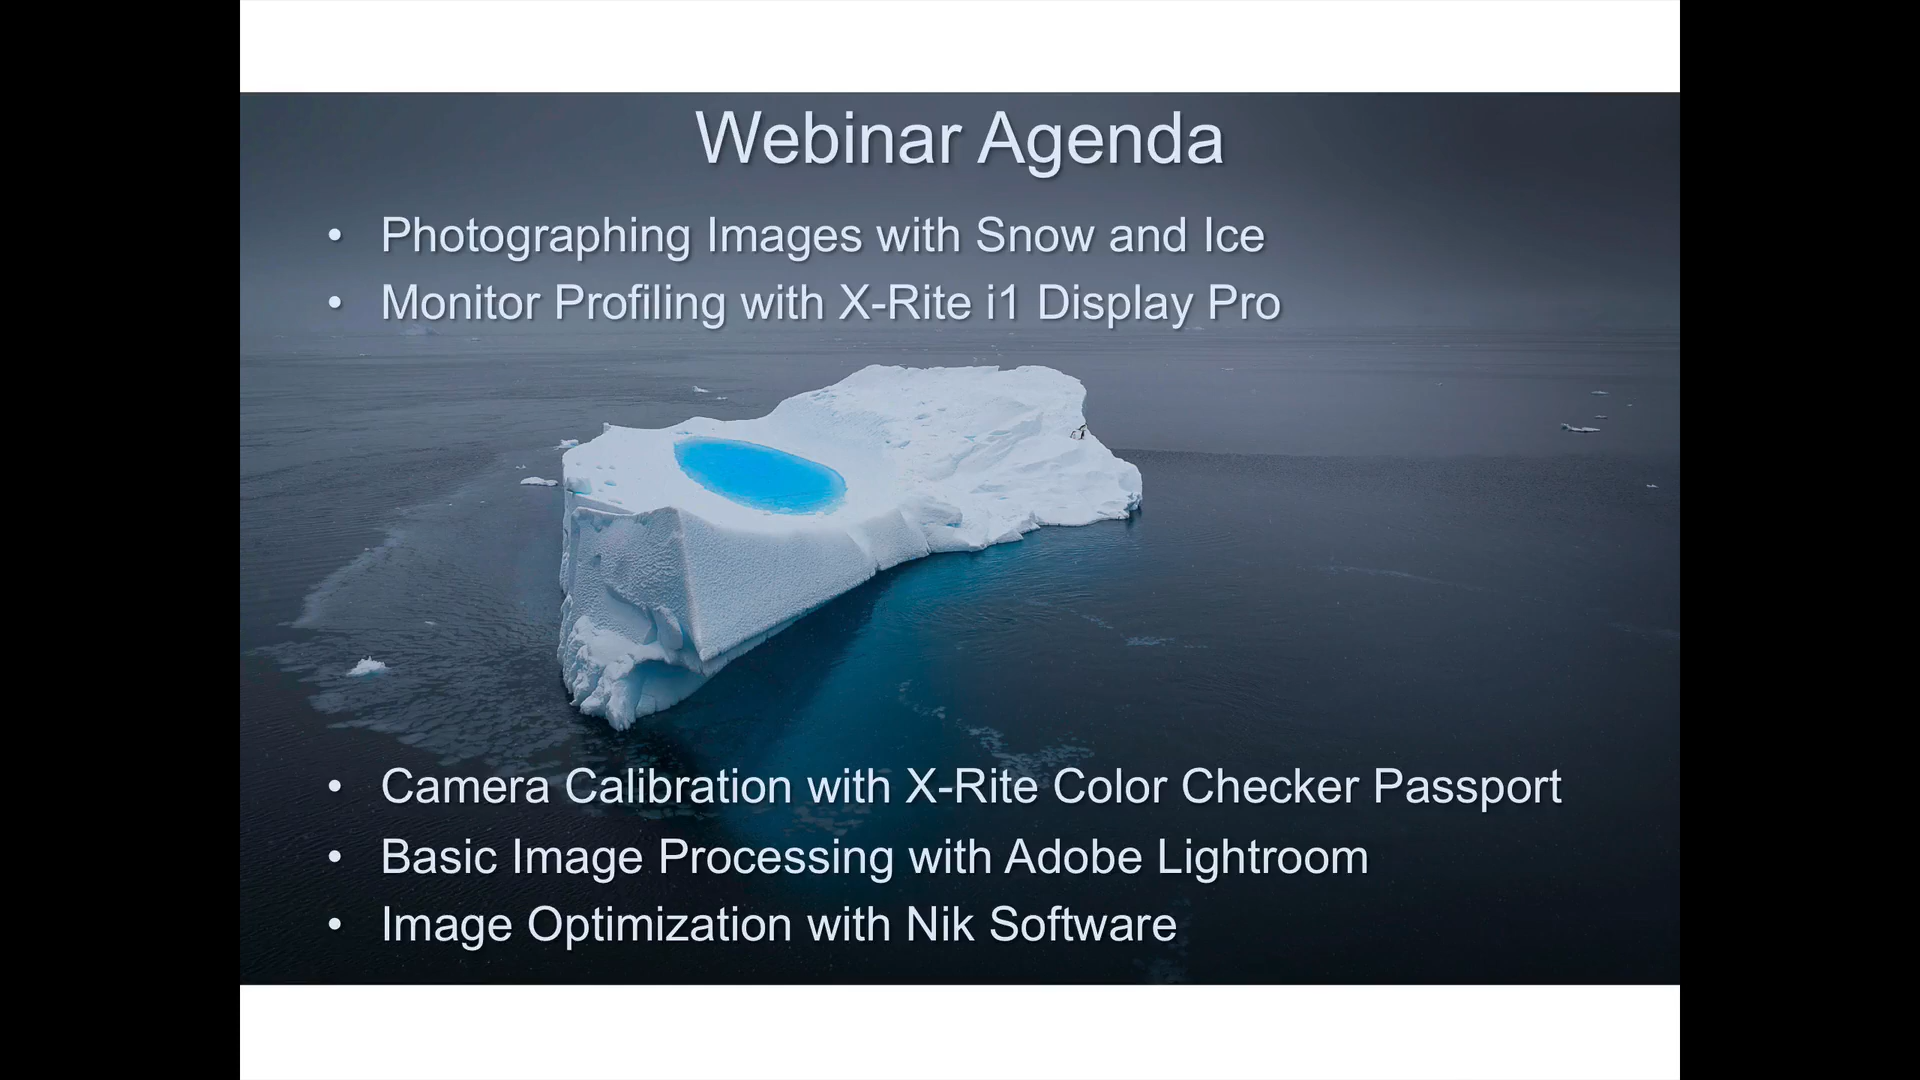 Webinar Agenda
• Photographing Images with Snow and Ice
• Monitor Profiling with X-Rite i1 Display Pro
• Camera Calibration with X-Rite Color Checker Passport
• Basic Image Processing with Adobe Lightroom
• Image Optimization with Nik Software